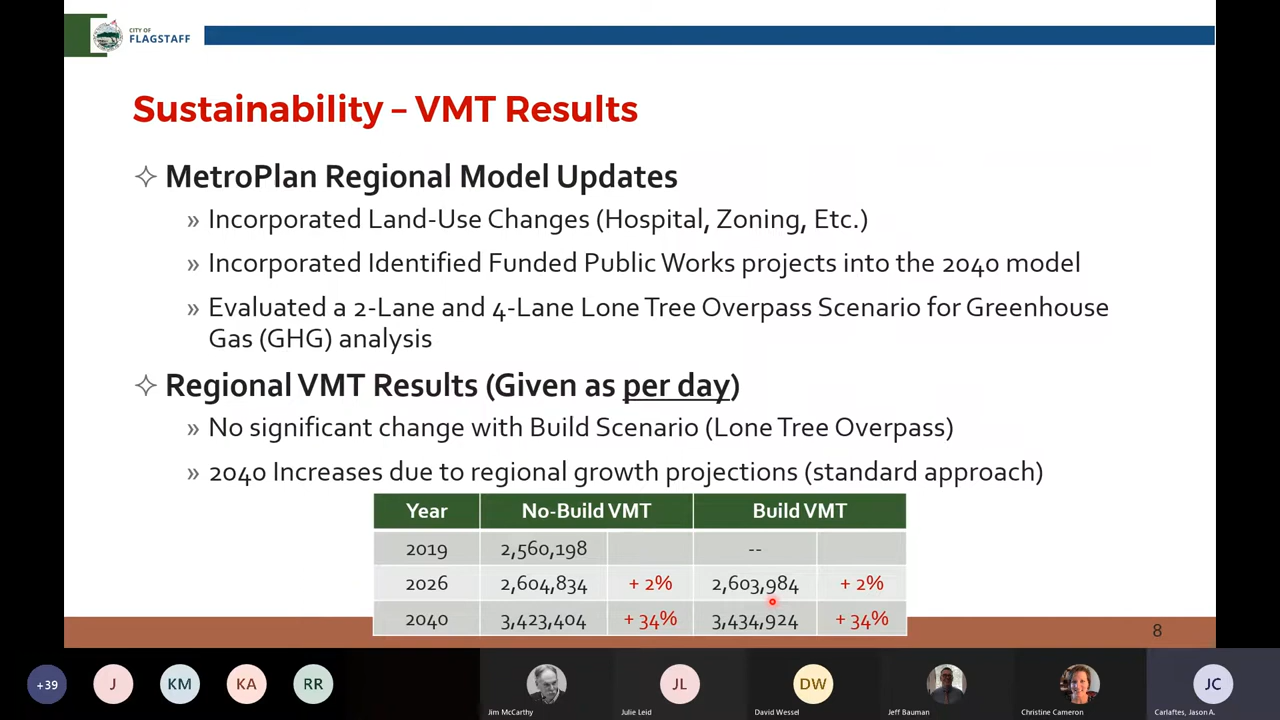 CITY OF
FLAGSTAFF
Sustainability – VMT Results
MetroPlan Regional Model Updates
» Incorporated Land-Use Changes (Hospital, Zoning, Etc.)
» Incorporated Identified Funded Public Works projects into the 2040 model
» Evaluated a 2-Lane and 4-Lane Lone Tree Overpass Scenario for Greenhouse
Gas (GHG) analysis
Regional VMT Results (Given as per day)
» No significant change with Build Scenario (Lone Tree Overpass)
» 2040 Increases due to regional growth projections (standard approach)
Year No-Build VMT Build VMT
2019 2,560,198 --
2026 2,604,834 + 2% 2,603,984 + 2%
2040 3,423,404 + 34% 3,434,924 + 34%
8
+39 J KM KA RR JL DW JC
Jim McCarthy Julie Leid David Wessel Jeff Bauman Christine Cameron Carlaftes, Jason A.